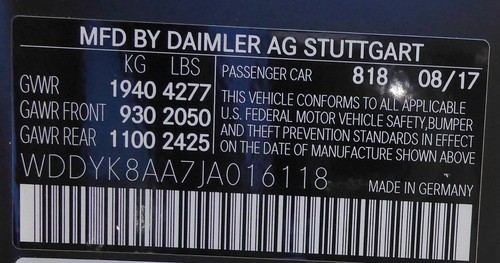 MFD BY DAIMLER AG STUTTGART
KG LBS
GVWR 1940 4277
GAWR FRONT 930 2050
GAWR REAR 1100 2425
PASSENGER CAR 818 08/17
THIS VEHICLE CONFORMS TO ALL APPLICABLE
U.S. FEDERAL MOTOR VEHICLE SAFETY,BUMPER
AND THEFT PREVENTION STANDARDS IN EFFECT
ON THE DATE OF MANUFACTURE SHOWN ABOVE
WDDYK8AA7JA016118
MADE IN GERMANY